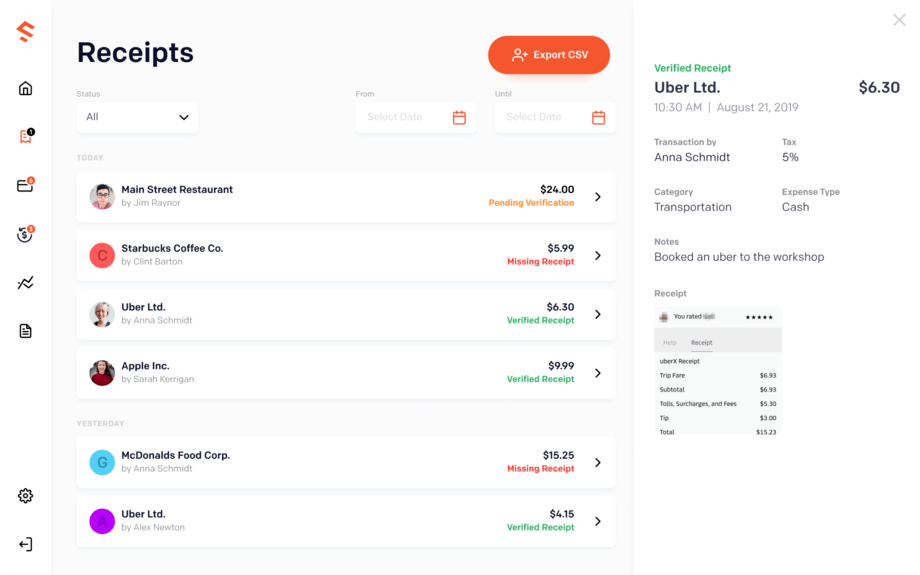 Receipts
Export CSV
Status
From
Until
All
Select Date
Select Date
1
6
3
$
TODAY
Main Street Restaurant
by Jim Raynor
$24.00
Pending Verification
C
Starbucks Coffee Co.
by Clint Barton
$5.99
Missing Receipt
Uber Ltd.
by Anna Schmidt
$6.30
Verified Receipt
Apple Inc.
by Sarah Kerrigan
$9.99
Verified Receipt
YESTERDAY
G
McDonalds Food Corp.
by Anna Schmidt
$15.25
Missing Receipt
A
Uber Ltd.
by Alex Newton
$4.15
Verified Receipt
Verified Receipt
Uber Ltd.
$6.30
10:30 AM | August 21, 2019
Transaction by
Tax
Anna Schmidt
5%
Category
Expense Type
Transportation
Cash
Notes
Booked an uber to the workshop
Receipt
You rated
★★★★★
Help
Receipt
uberX Receipt
Trip Fare $6.93
Subtotal $6.93
Tolls, Surcharges, and Fees $5.30
Tip $3.00
Total $15.23